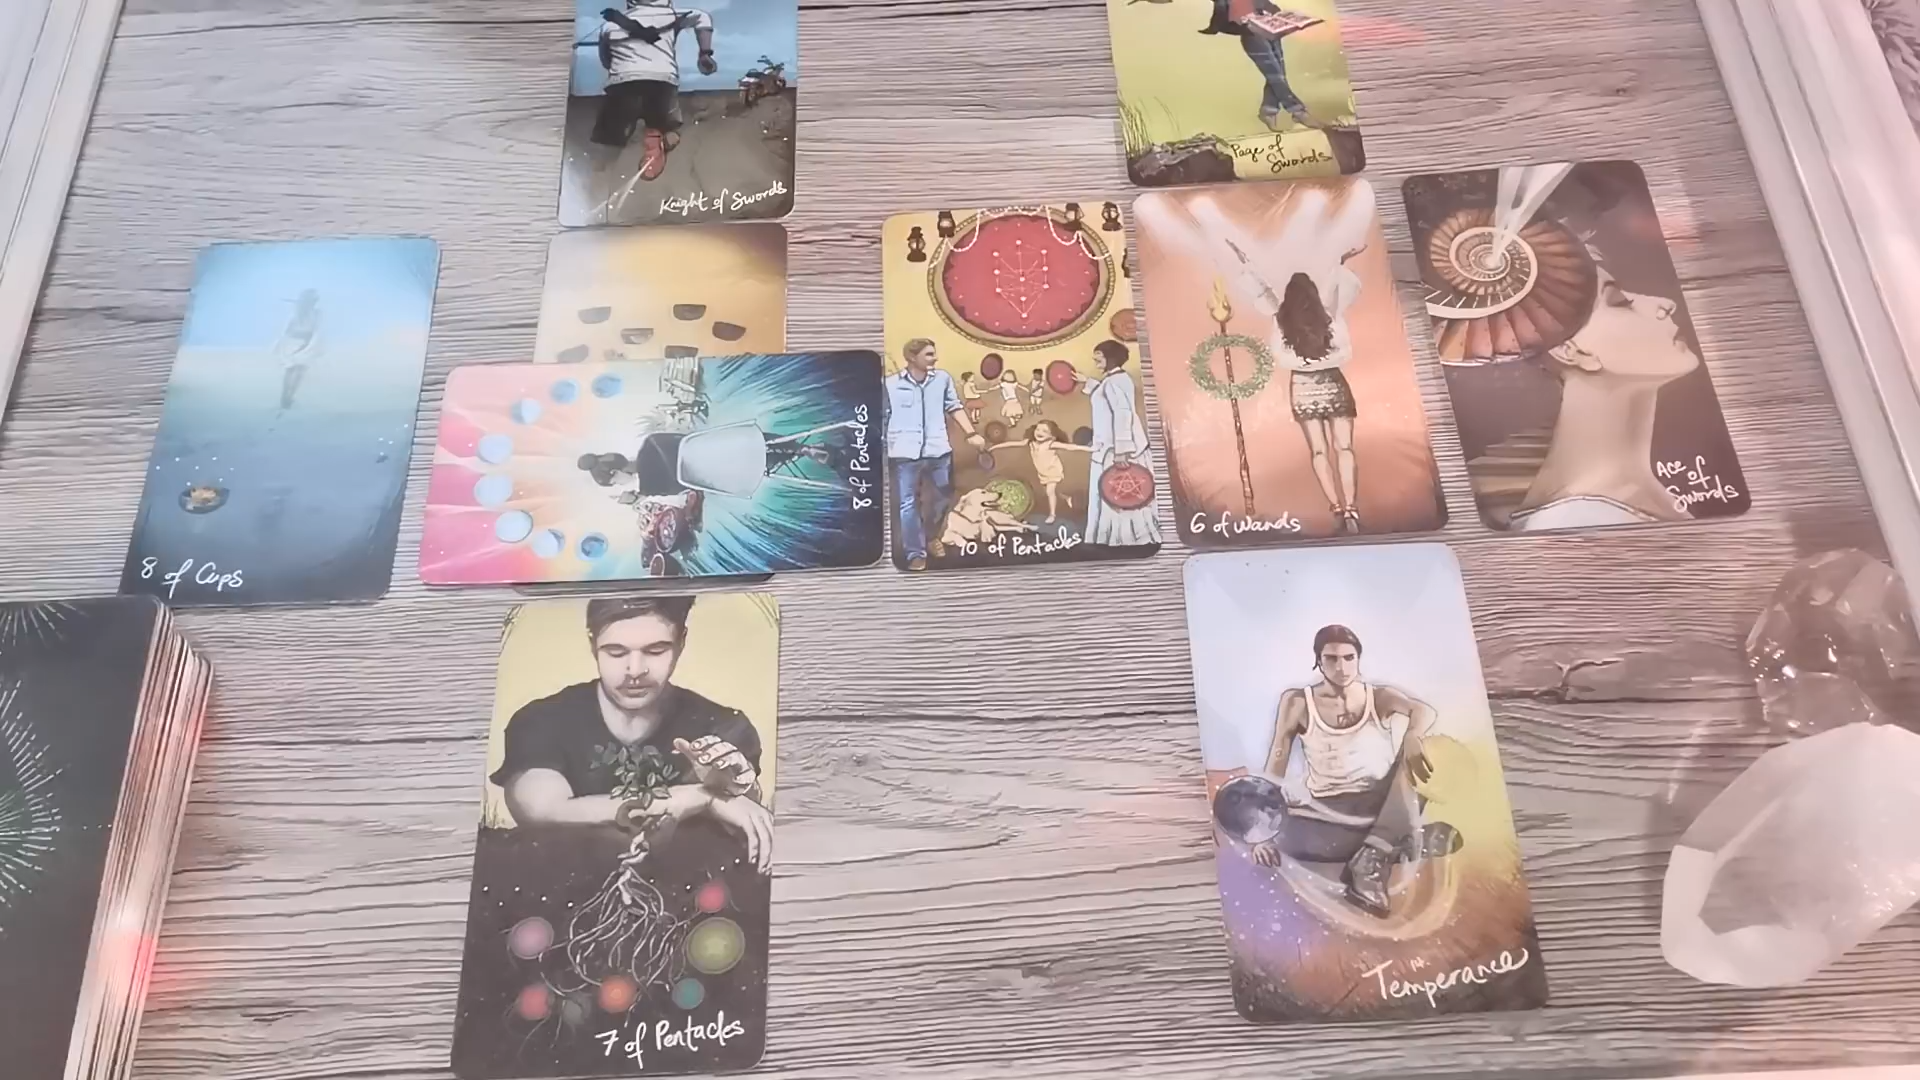 Knight of Swords
Page of
Swords
8 of Cups
8 of Pentacles
10 of Pentacles
6 of Wands
Ace
of
Swords
7 of Pentacles
14.
Temperance